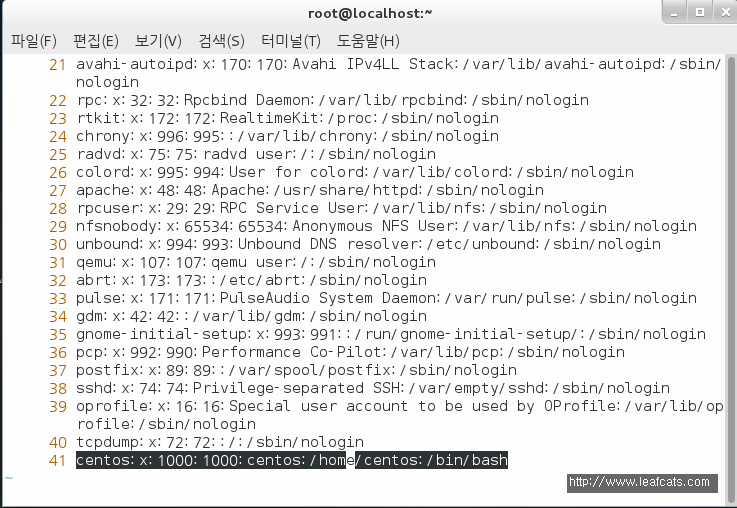 root@localhost:~
파일(F) 편집(E) 보기(V) 검색(S) 터미널(T) 도움말(H)
21 avahi-autoipd:x:170:170:Avahi IPv4LL Stack:/var/lib/avahi-autoipd:/sbin/
nologin
22 rpc:x:32:32:Rpcbind Daemon:/var/lib/rpcbind:/sbin/nologin
23 rtkit:x:172:172:RealtimeKit:/proc:/sbin/nologin
24 chrony:x:996:995::/var/lib/chrony:/sbin/nologin
25 radvd:x:75:75:radvd user:/:/sbin/nologin
26 colord:x:995:994:User for colord:/var/lib/colord:/sbin/nologin
27 apache:x:48:48:Apache:/usr/share/httpd:/sbin/nologin
28 rpcuser:x:29:29:RPC Service User:/var/lib/nfs:/sbin/nologin
29 nfsnobody:x:65534:65534:Anonymous NFS User:/var/lib/nfs:/sbin/nologin
30 unbound:x:994:993:Unbound DNS resolver:/etc/unbound:/sbin/nologin
31 qemu:x:107:107:qemu user:/:/sbin/nologin
32 abrt:x:173:173::/etc/abrt:/sbin/nologin
33 pulse:x:171:171:PulseAudio System Daemon:/var/run/pulse:/sbin/nologin
34 gdm:x:42:42::/var/lib/gdm:/sbin/nologin
35 gnome-initial-setup:x:993:991::/run/gnome-initial-setup/:/sbin/nologin
36 pcp:x:992:990:Performance Co-Pilot:/var/lib/pcp:/sbin/nologin
37 postfix:x:89:89::/var/spool/postfix:/sbin/nologin
38 sshd:x:74:74:Privilege-separated SSH:/var/empty/sshd:/sbin/nologin
39 oprofile:x:16:16:Special user account to be used by OProfile:/var/lib/op
rofile:/sbin/nologin
40 tcpdump:x:72:72::/:/sbin/nologin
41 centos:x:1000:1000:centos:/home/centos:/bin/bash
~
http://www.leafcats.com